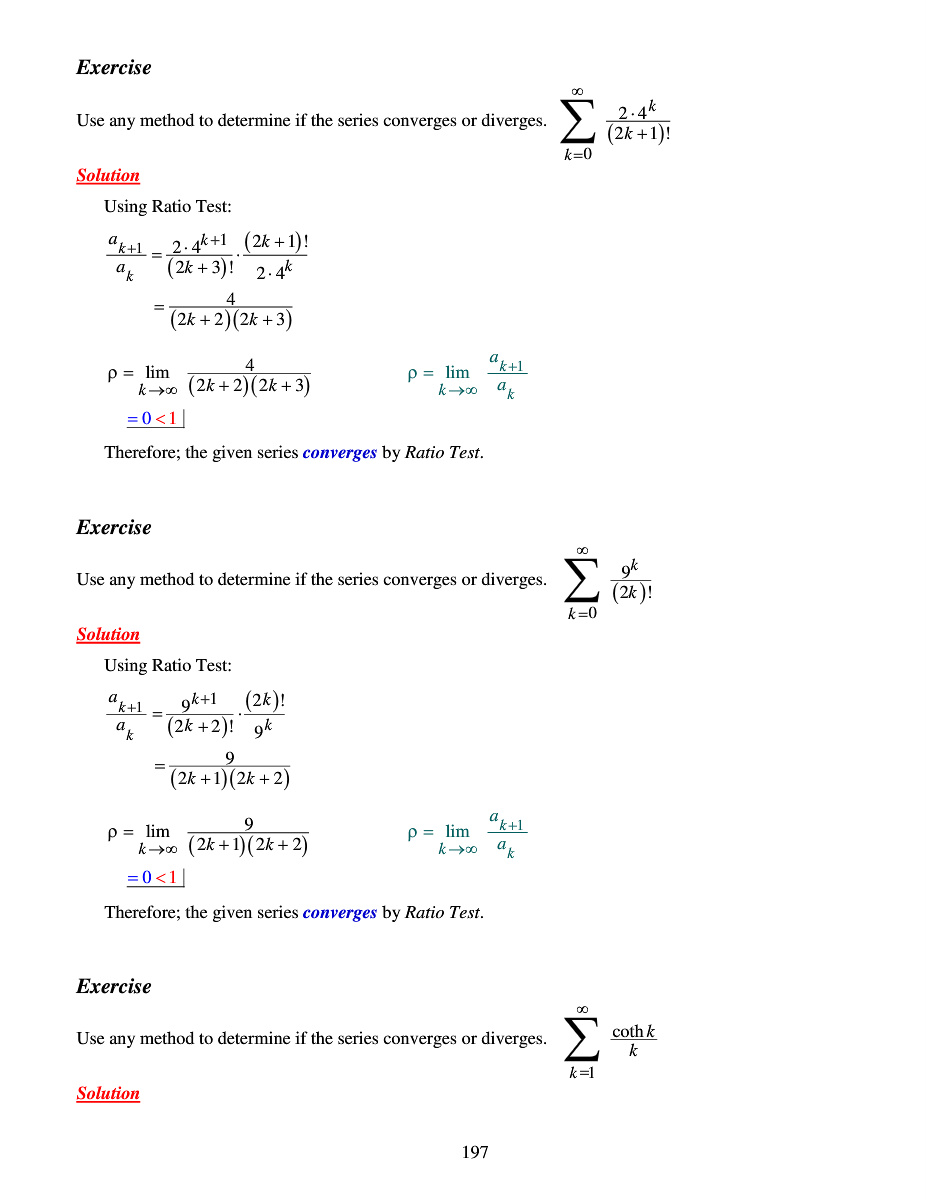 Exercise
Use any method to determine if the series converges or diverges. $\sum_{k=0}^{\infty} \frac{2 \cdot 4^k}{(2k+1)!}$
Solution
Using Ratio Test:
$\frac{a_{k+1}}{a_k} = \frac{2 \cdot 4^{k+1}}{(2k+3)!} \cdot \frac{(2k+1)!}{2 \cdot 4^k}$
$= \frac{4}{(2k+2)(2k+3)}$
$\rho = \lim_{k \to \infty} \frac{4}{(2k+2)(2k+3)}$ $\rho = \lim_{k \to \infty} \frac{a_{k+1}}{a_k}$
$= 0 < 1$
Therefore; the given series converges by Ratio Test.
Exercise
Use any method to determine if the series converges or diverges. $\sum_{k=0}^{\infty} \frac{9^k}{(2k)!}$
Solution
Using Ratio Test:
$\frac{a_{k+1}}{a_k} = \frac{9^{k+1}}{(2k+2)!} \cdot \frac{(2k)!}{9^k}$
$= \frac{9}{(2k+1)(2k+2)}$
$\rho = \lim_{k \to \infty} \frac{9}{(2k+1)(2k+2)}$ $\rho = \lim_{k \to \infty} \frac{a_{k+1}}{a_k}$
$= 0 < 1$
Therefore; the given series converges by Ratio Test.
Exercise
Use any method to determine if the series converges or diverges. $\sum_{k=1}^{\infty} \frac{\coth k}{k}$
Solution
197